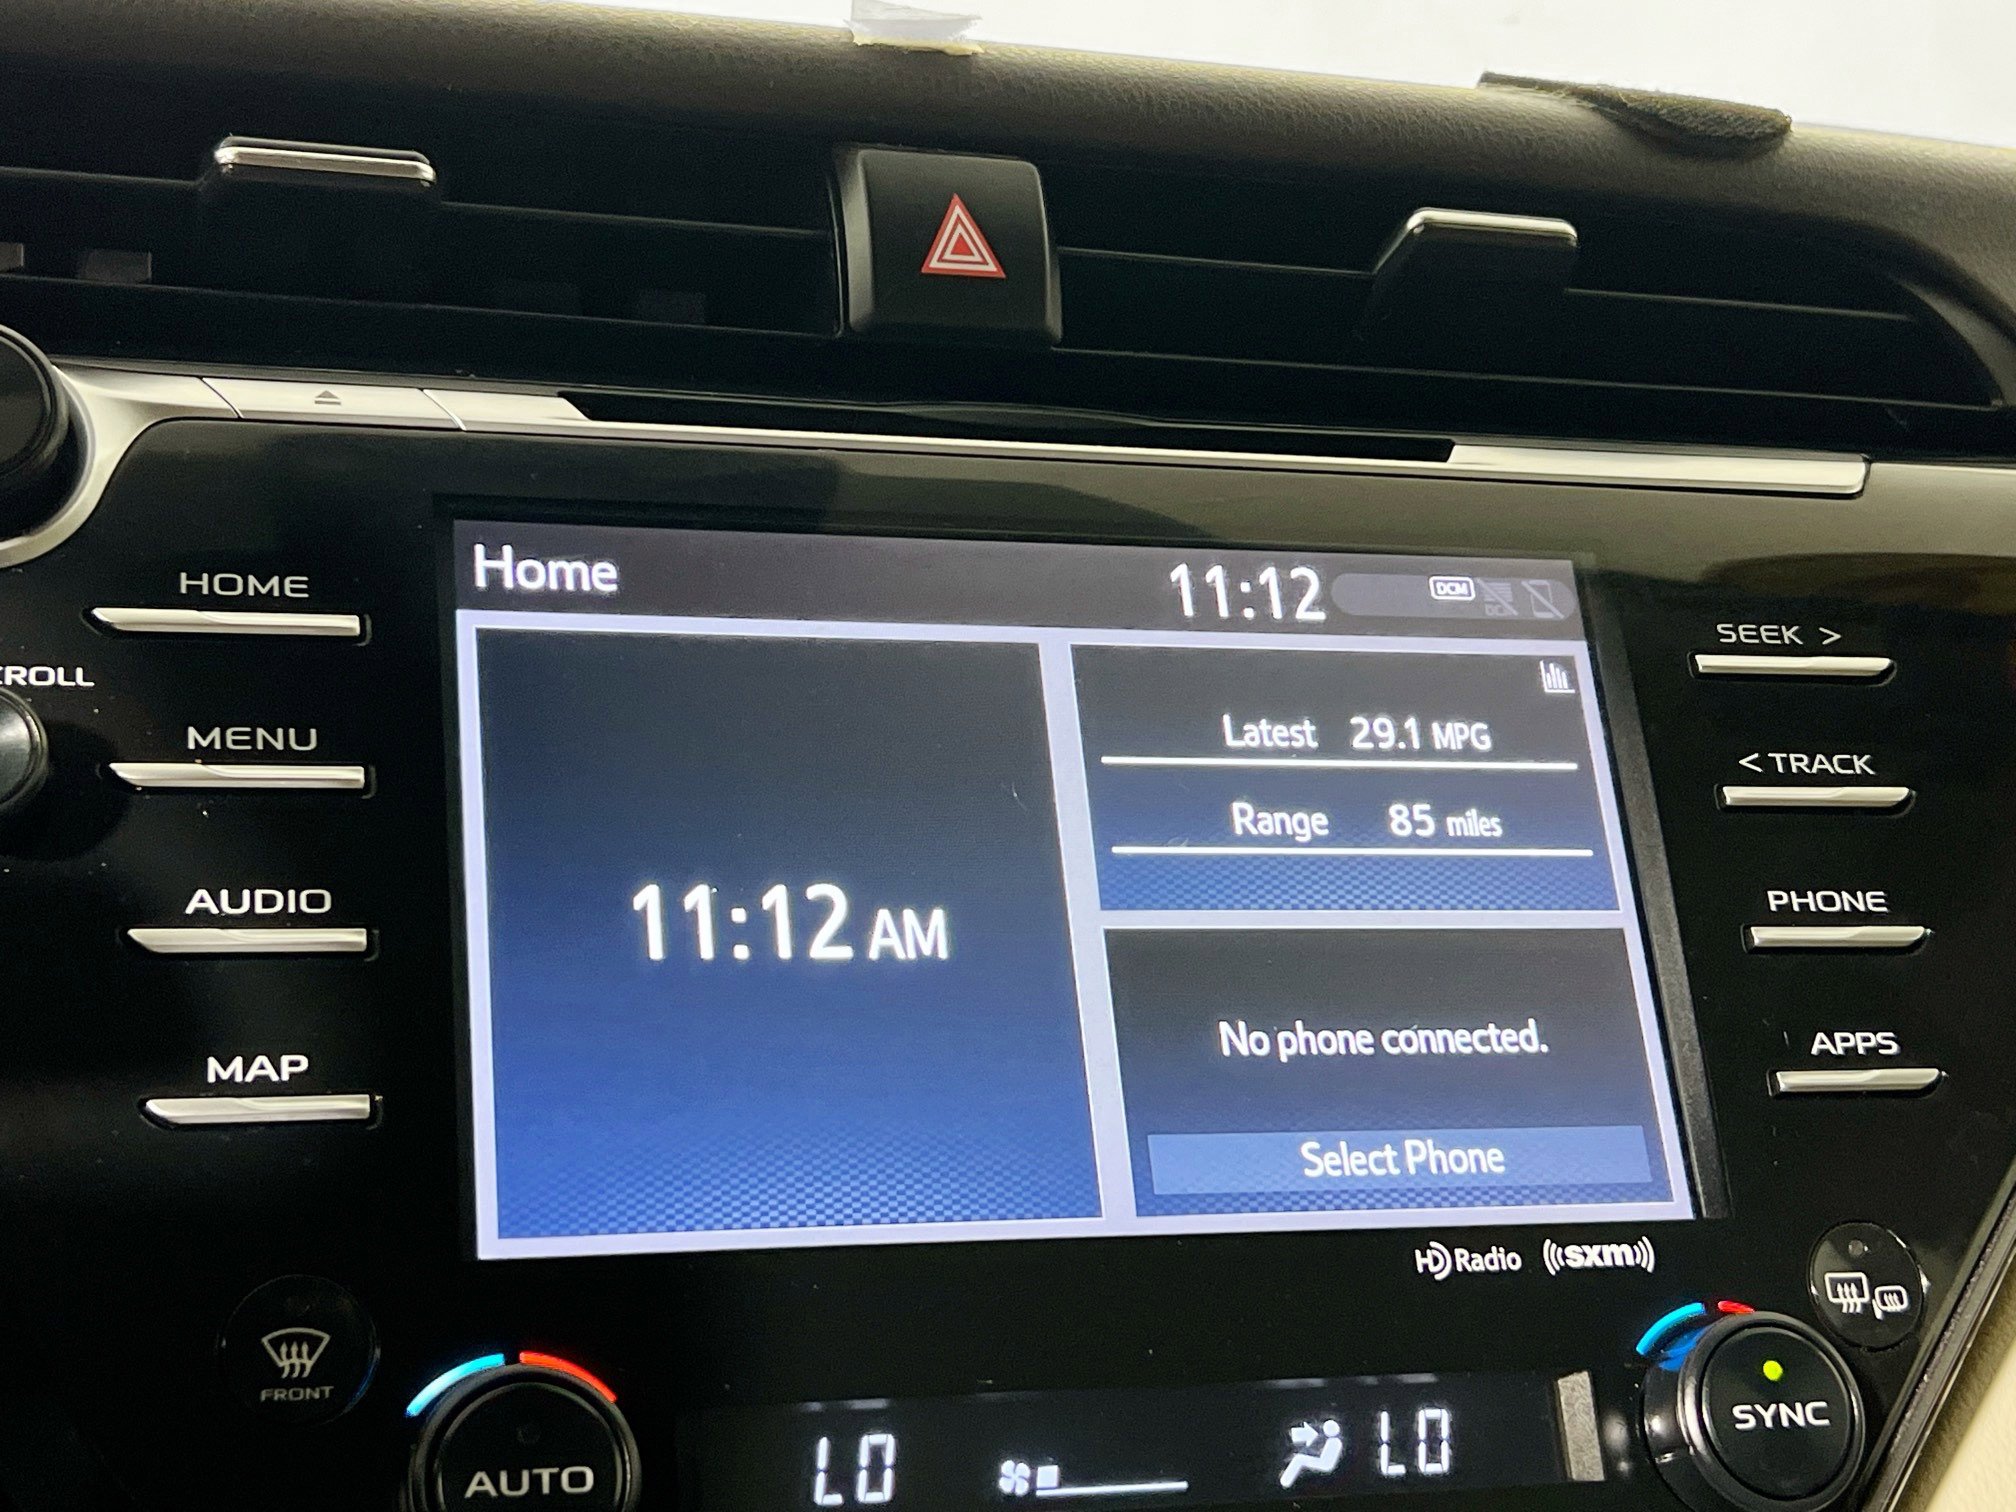 HOME
CROLL
MENU
AUDIO
MAP
Home 11:12 DCM
Latest 29.1 MPG
Range 85 miles
11:12 AM
No phone connected.
Select Phone
SEEK >
< TRACK
PHONE
APPS
HD Radio ((sxm))
FRONT
AUTO
LO
LO
SYNC